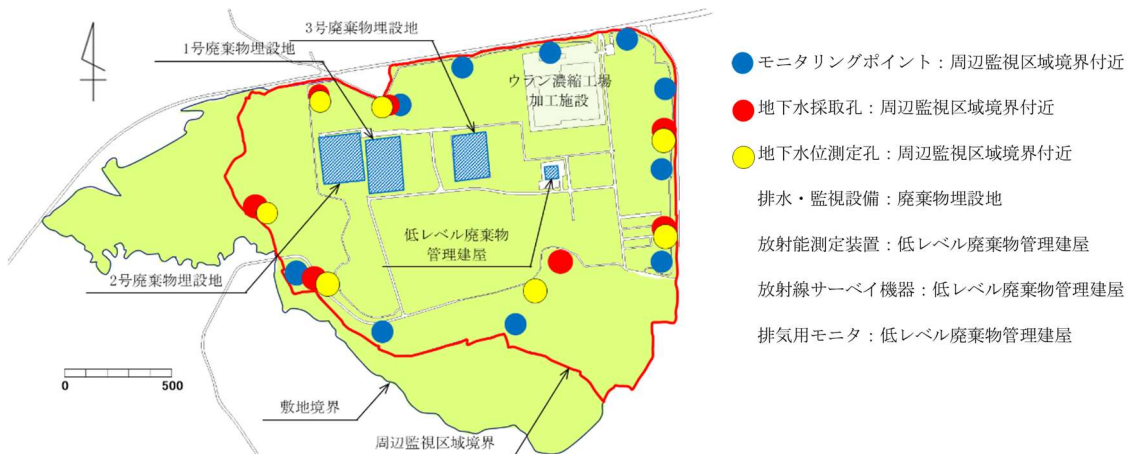 3号廃棄物埋設地
1号廃棄物埋設地
ウラン濃縮工場
加工施設
低レベル廃棄物
管理建屋
2号廃棄物埋設地
0
500
敷地境界
周辺監視区域境界
モニタリングポイント：周辺監視区域境界付近
地下水採取孔：周辺監視区域境界付近
地下水位測定孔：周辺監視区域境界付近
排水・監視設備：廃棄物埋設地
放射能測定装置：低レベル廃棄物管理建屋
放射線サーベイ機器：低レベル廃棄物管理建屋
排気用モニタ：低レベル廃棄物管理建屋